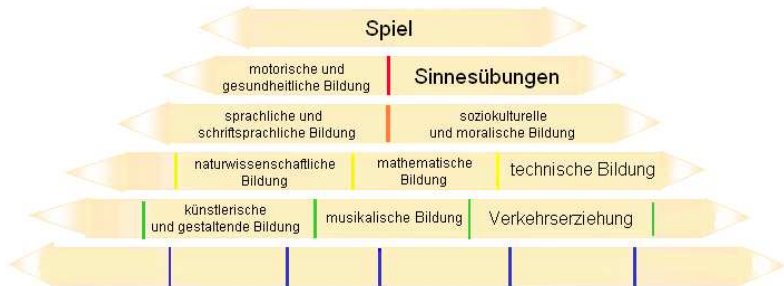 Spiel
motorische und
gesundheitliche Bildung
Sinnesübungen
sprachliche und
schriftsprachliche Bildung
soziokulturelle
und moralische Bildung
naturwissenschaftliche
Bildung
mathematische
Bildung
technische Bildung
künstlerische
und gestaltende Bildung
musikalische Bildung
Verkehrserziehung